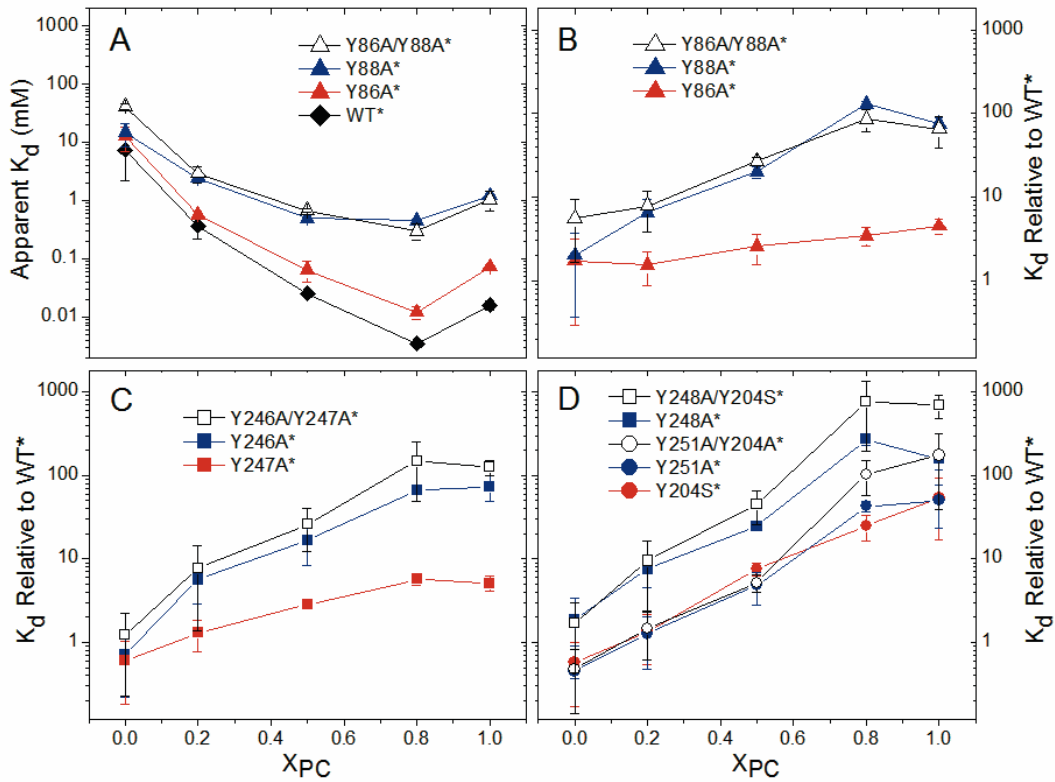 A
Y86A/Y88A*
Y88A*
Y86A*
WT*
1000
100
10
1
0.1
0.01
Apparent Kd (mM)
B
Y86A/Y88A*
Y88A*
Y86A*
1000
100
10
1
Kd Relative to WT*
C
Y246A/Y247A*
Y246A*
Y247A*
1000
100
10
1
Kd Relative to WT*
0.0 0.2 0.4 0.6 0.8 1.0
XPC
D
Y248A/Y204S*
Y248A*
Y251A/Y204A*
Y251A*
Y204S*
1000
100
10
1
Kd Relative to WT*
0.0 0.2 0.4 0.6 0.8 1.0
XPC